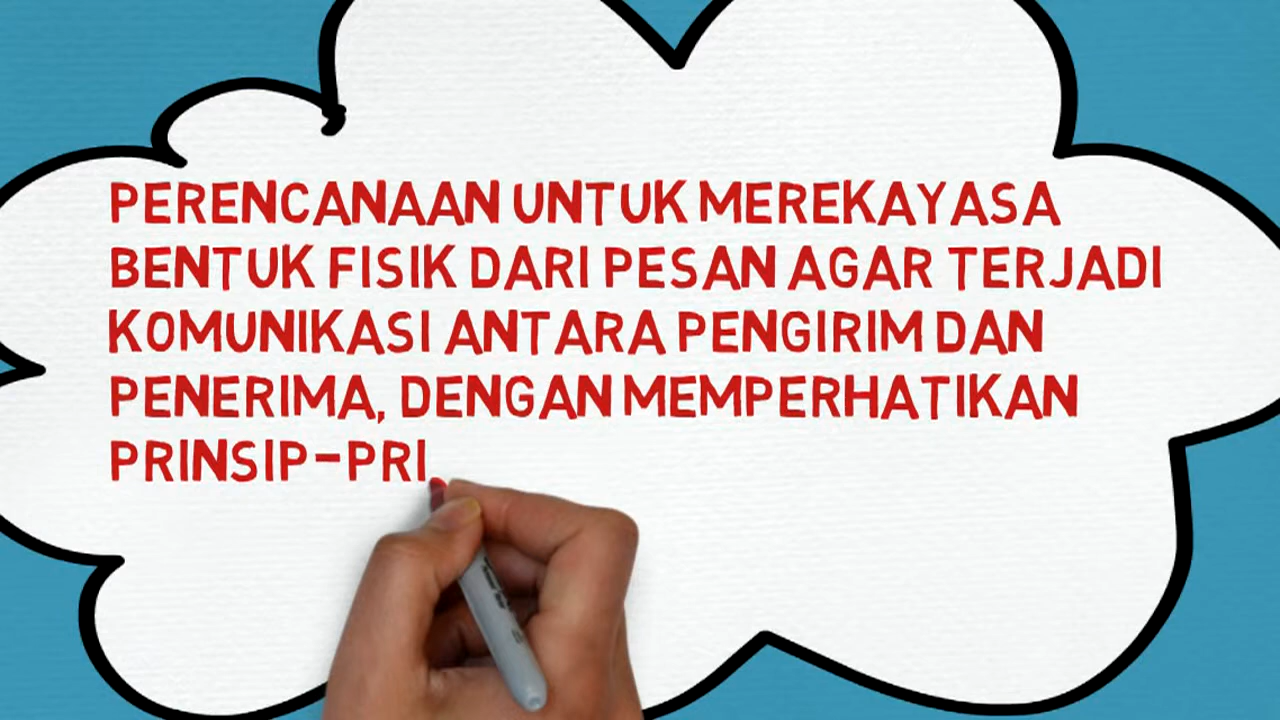 PERENCANAAN UNTUK MEREKAYASA
BENTUK FISIK DARI PESAN AGAR TERJADI
KOMUNIKASI ANTARA PENGIRIM DAN
PENERIMA, DENGAN MEMPERHATIKAN
PRINSIP-PRI